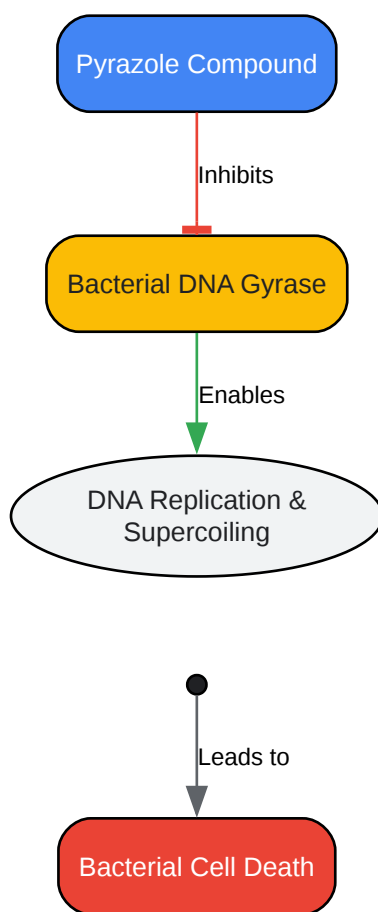 Pyrazole Compound
Inhibits
Bacterial DNA Gyrase
Enables
DNA Replication &
Supercoiling
Leads to
Bacterial Cell Death